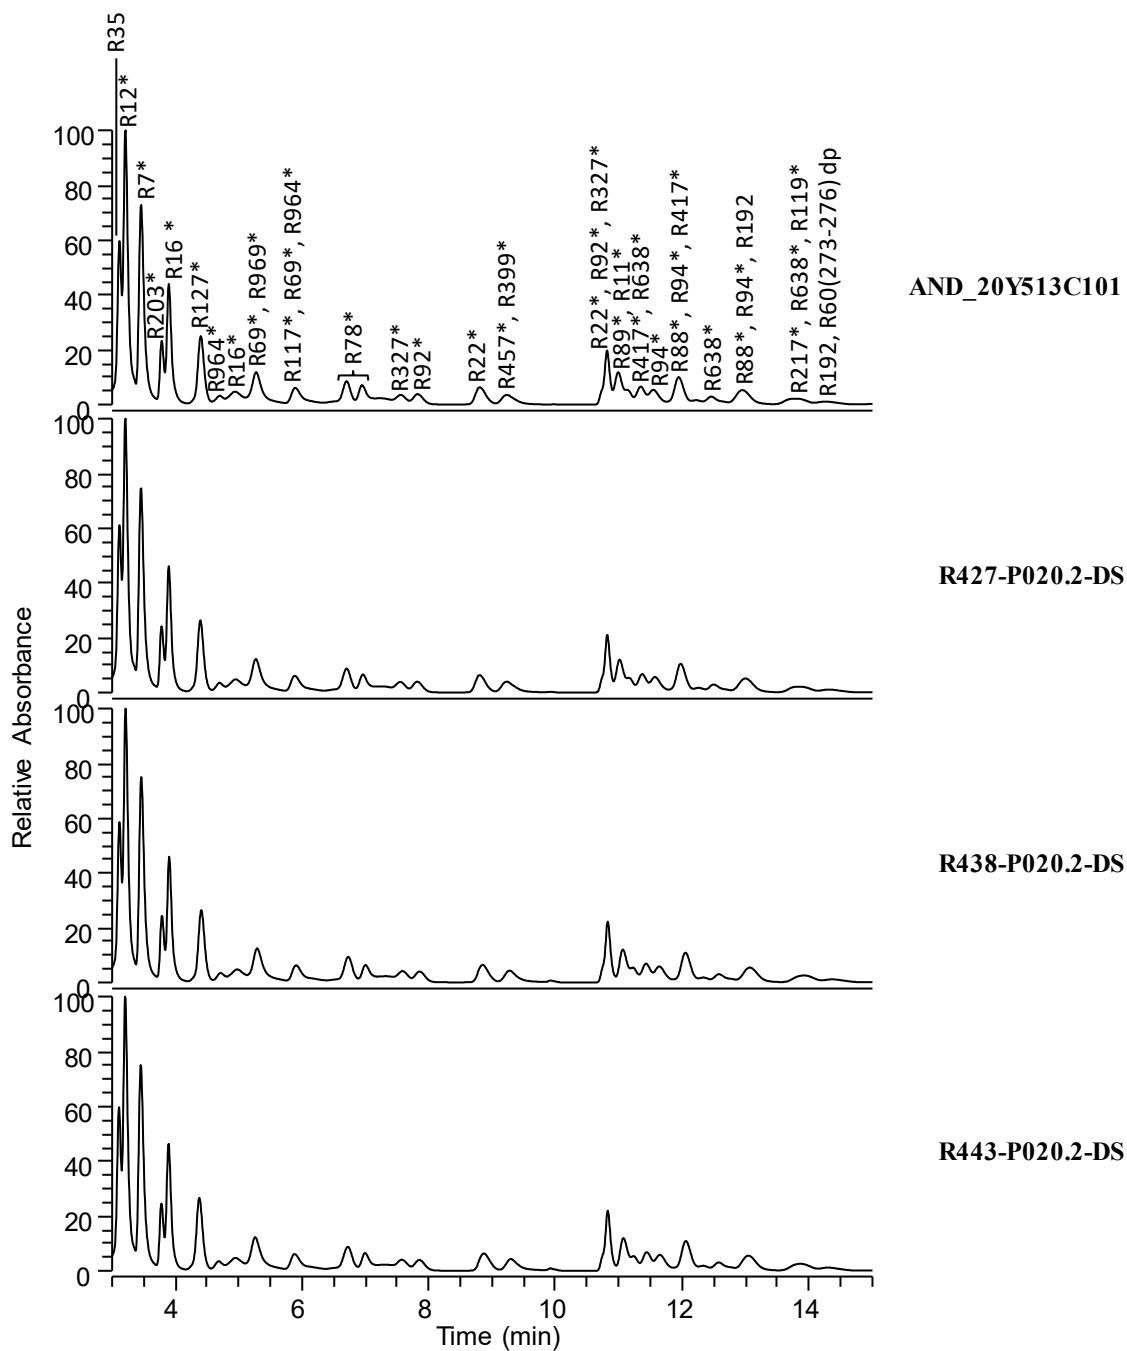 R35
R12*
R7*
R203*
R16 *
R127*
R964*
R16*
R69*, R969*
R117*, R69*, R964*
R78*
R327*
R92*
R22*
R457*, R399*
R22*, R92*, R327*
R89*, R11*
R417*, R638*
R94*
R88*, R94*, R417*
R638*
R88*, R94*, R192
R217*, R638*, R119*
R192, R60(273-276)dp
100
80
60
40
20
0
AND_20Y513C101
100
80
60
40
20
0
R427-P020.2-DS
100
80
60
40
20
0
R438-P020.2-DS
100
80
60
40
20
0
R443-P020.2-DS
Relative Absorbance
4 6 8 10 12 14
Time (min)